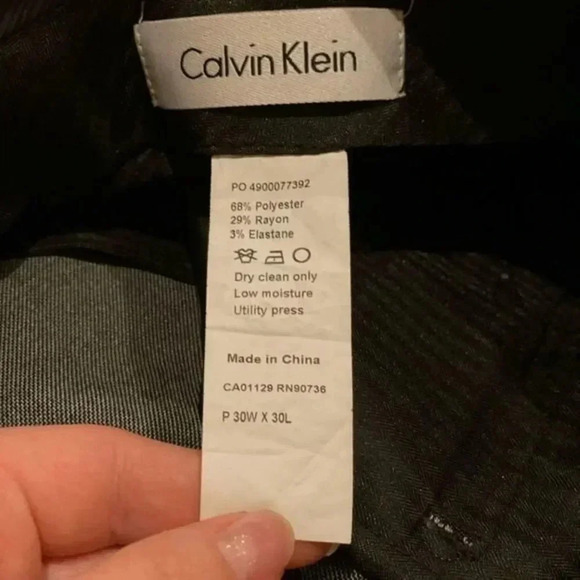 Calvin Klein
PO 4900077392
68% Polyester
29% Rayon
3% Elastane
Dry clean only
Low moisture
Utility press
Made in China
CA01129 RN90736
P 30W X 30L